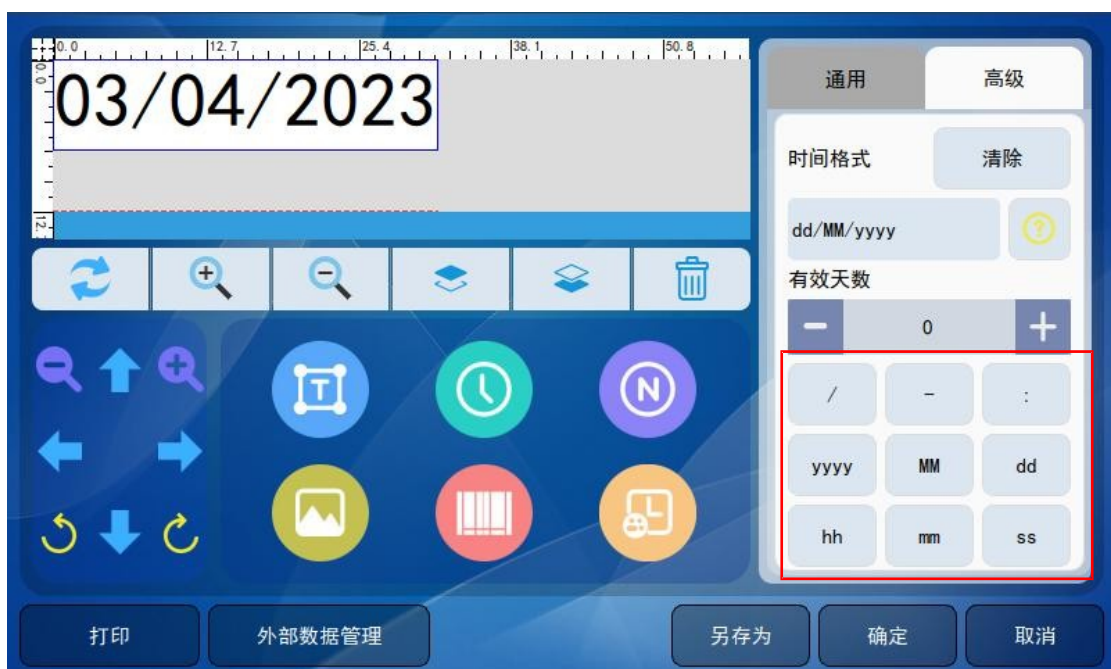 0.0 12.7 25.4 38.1 50.8
0.0
03/04/2023
通用 高级
时间格式 清除
dd/MM/yyyy ?
有效天数
- 0 +
/ - :
yyyy MM dd
hh mm ss
T N
打印 外部数据管理 另存为 确定 取消